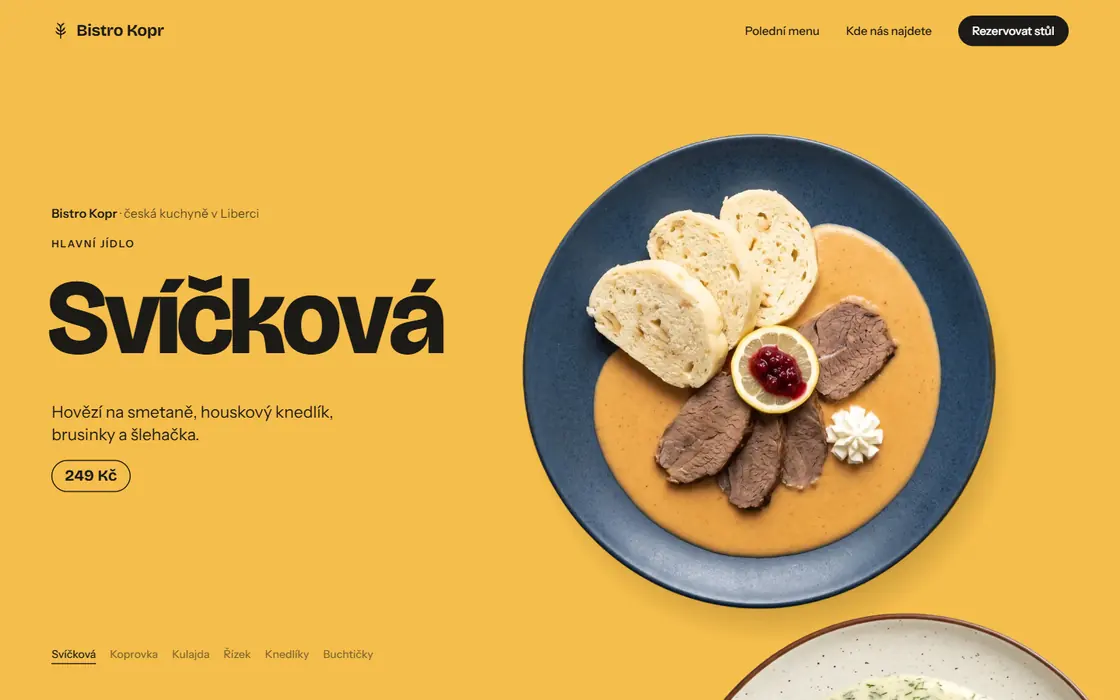 Bistro Kopr
Polední menu
Kde nás najdete
Rezervovat stůl
Bistro Kopr · česká kuchyně v Liberci
HLAVNÍ JÍDLO
Svíčková
Hovězí na smetaně, houskový knedlík,
brusinky a šlehačka.
249 Kč
Svíčková
Koprovka
Kulajda
Řízek
Knedlíky
Buchtičky